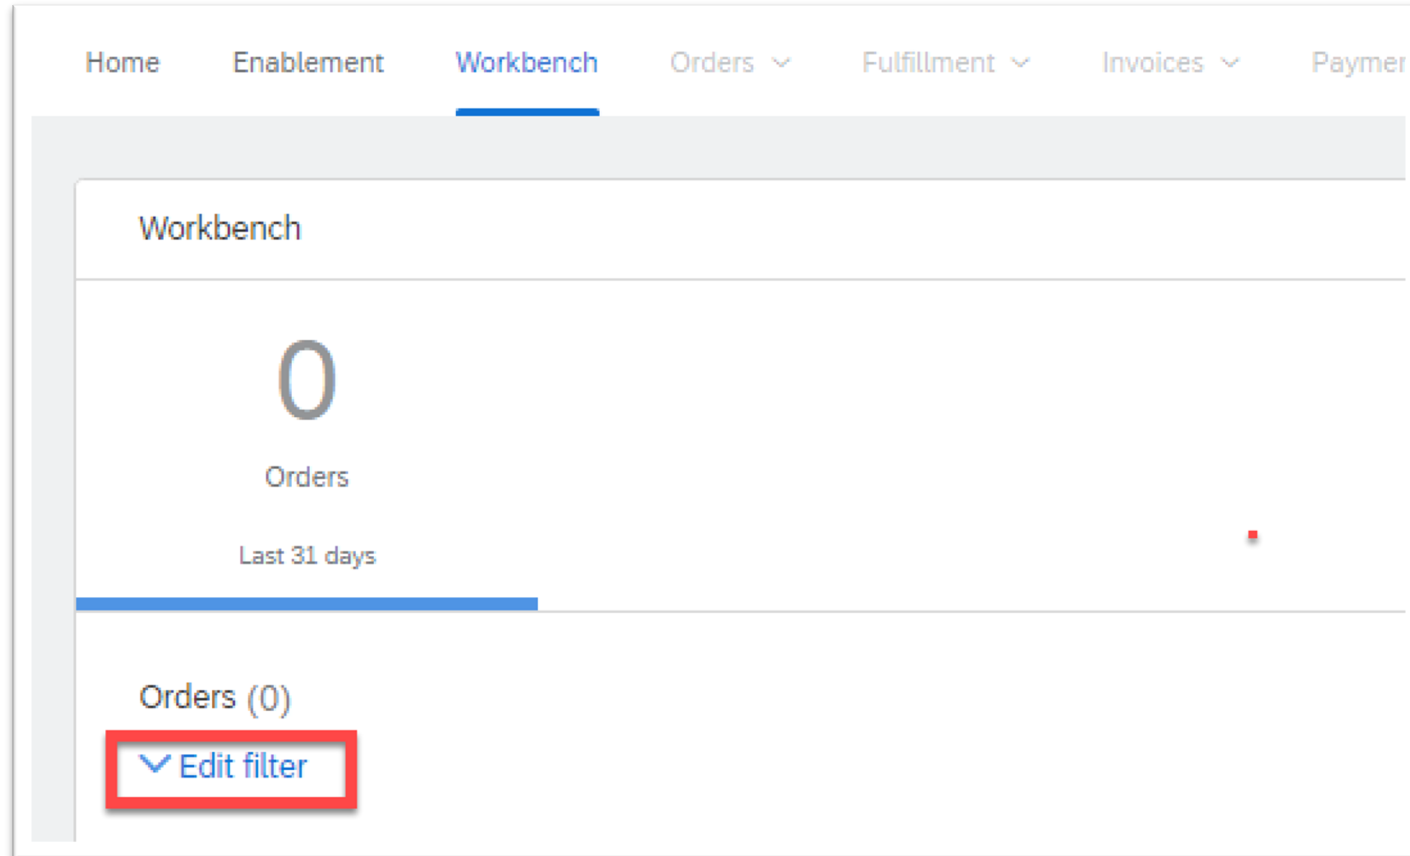 Home Enablement Workbench Orders Fulfillment Invoices
Workbench
0
Orders
Last 31 days
Orders (0)
Edit filter